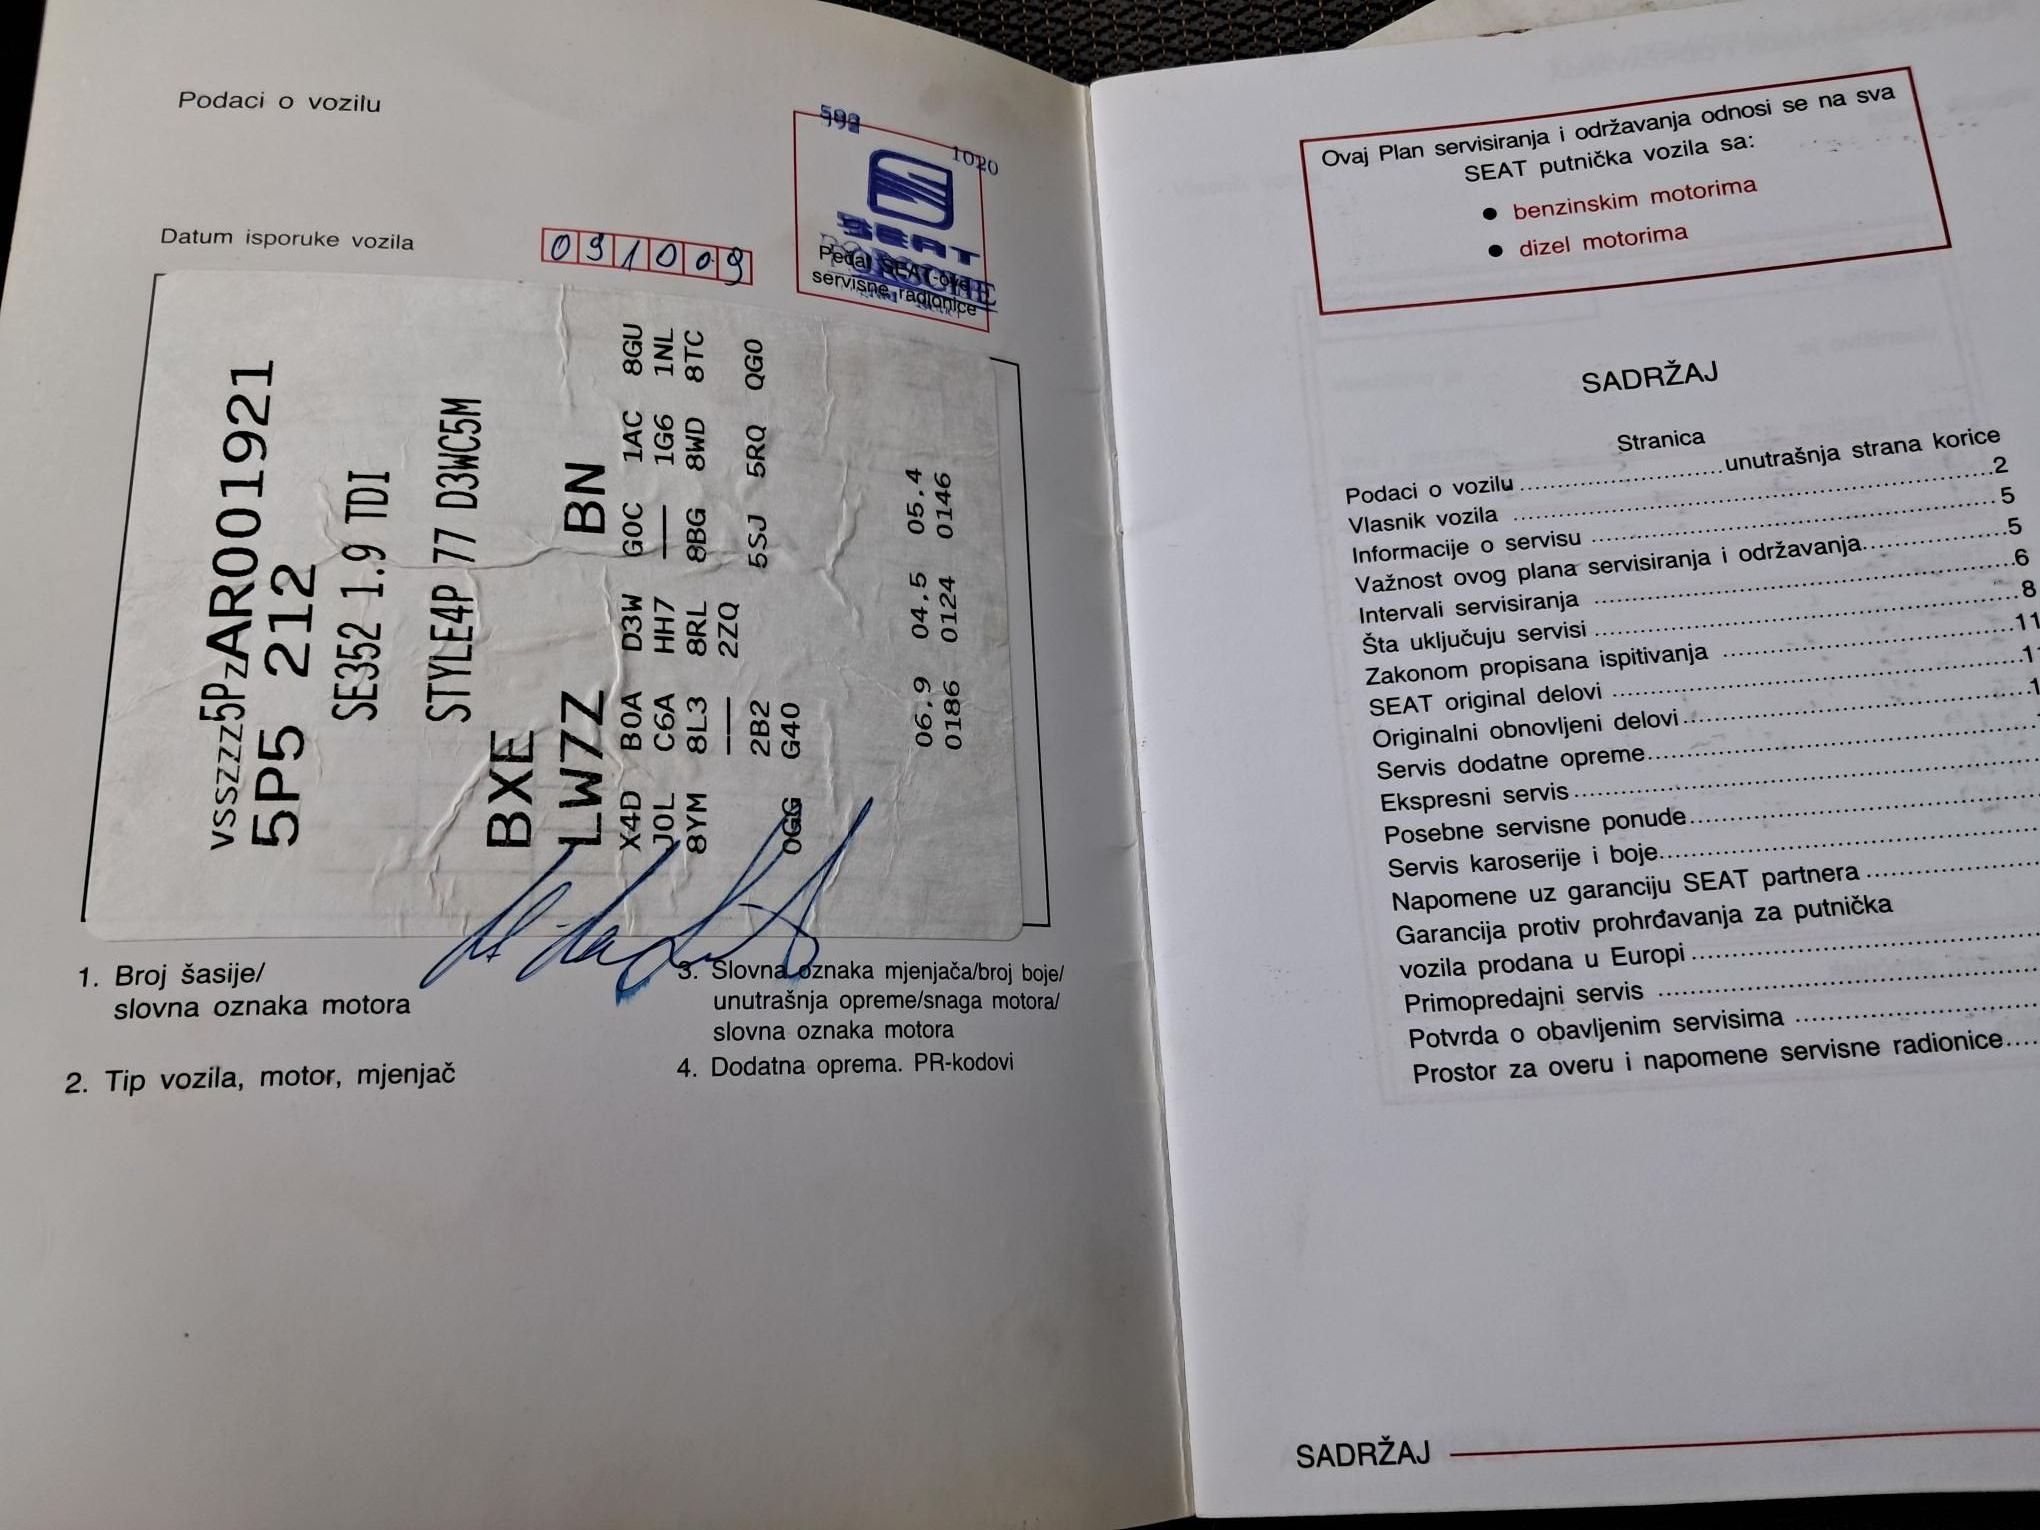 Podaci o vozilu
Datum isporuke vozila
091009
1020
SEAT
PORSCHE
Pečat SEAT-ove
servisne radionice
VSSZZZ5PZAR001921
5P5 212
SE352 1.9 TDI
STYLE4P 77 D3WC5M
BXE
LW7Z BN
X4D B0A D3W G0C 1AC 8GU
J0L C6A HH7 —— 1G6 1NL
8YM 8L3 8RL 8BG 8WD 8TC
—— 2ZQ
2B2 5SJ 5RQ QG0
0GG G40
06.9 04.5 05.4
0186 0124 0146
1. Broj šasije/
slovna oznaka motora
2. Tip vozila, motor, mjenjač
3. Slovna oznaka mjenjača/broj boje/
unutrašnja opreme/snaga motora/
slovna oznaka motora
4. Dodatna oprema. PR-kodovi
Ovaj Plan servisiranja i održavanja odnosi se na sva
SEAT putnička vozila sa:
● benzinskim motorima
● dizel motorima
SADRŽAJ
Stranica
Podaci o vozilu ........................unutrašnja strana korice
Vlasnik vozila ........................2
Informacije o servisu ........................5
Važnost ovog plana servisiranja i održavanja........................5
Intervali servisiranja ........................6
Šta uključuju servisi ........................8
Zakonom propisana ispitivanja ........................11
SEAT original delovi ........................1
Originalni obnovljeni delovi........................1
Servis dodatne opreme........................
Ekspresni servis........................
Posebne servisne ponude........................
Servis karoserije i boje........................
Napomene uz garanciju SEAT partnera ........................
Garancija protiv prohrđavanja za putnička
vozila prodana u Europi ........................
Primopredajni servis ........................
Potvrda o obavljenim servisima ........................
Prostor za overu i napomene servisne radionice....
SADRŽAJ